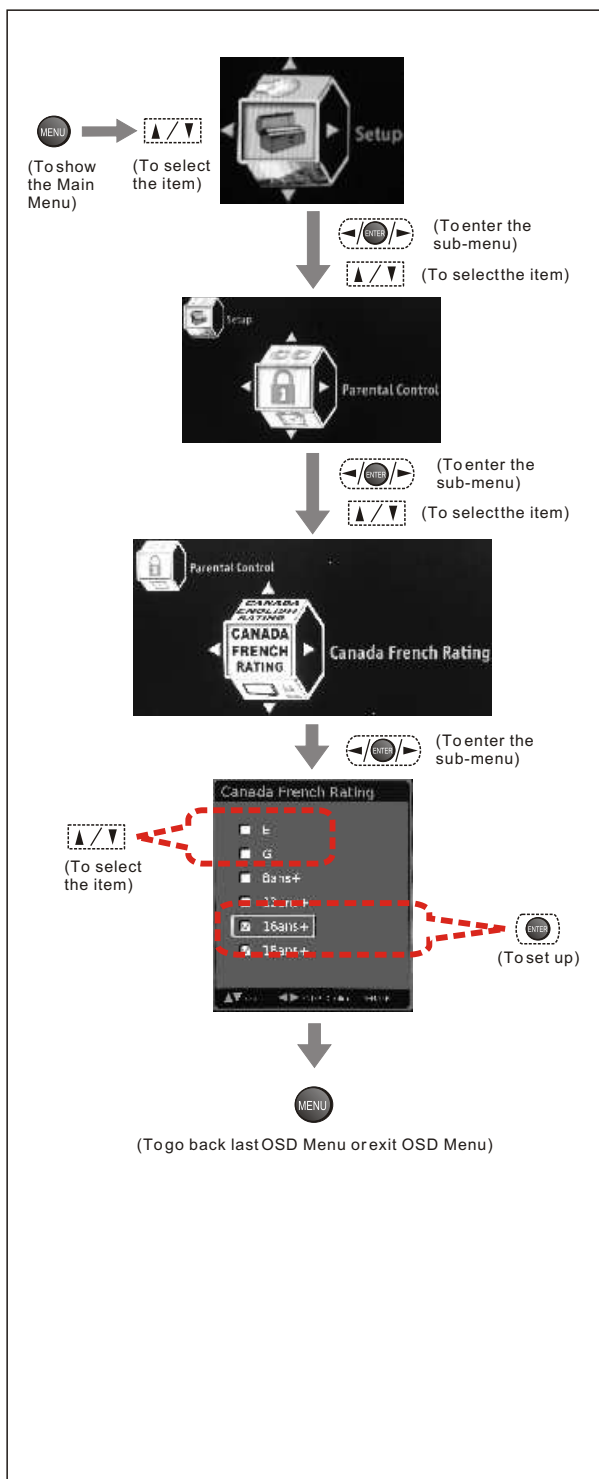 MENU
(To show
the Main
Menu)
(To select
the item)
Setup
ENTER
(To enter the
sub-menu)
(To select the item)
Setup
Parental Control
ENTER
(To enter the
sub-menu)
(To select the item)
Parental Control
CANADA
ENGLISH
RATING
CANADA
FRENCH
RATING
Canada French Rating
ENTER
(To enter the
sub-menu)
Canada French Rating
E
G
8ans+
13ans+
16ans+
18ans+
(To select
the item)
ENTER
(To set up)
MENU
(To go back last OSD Menu or exit OSD Menu)